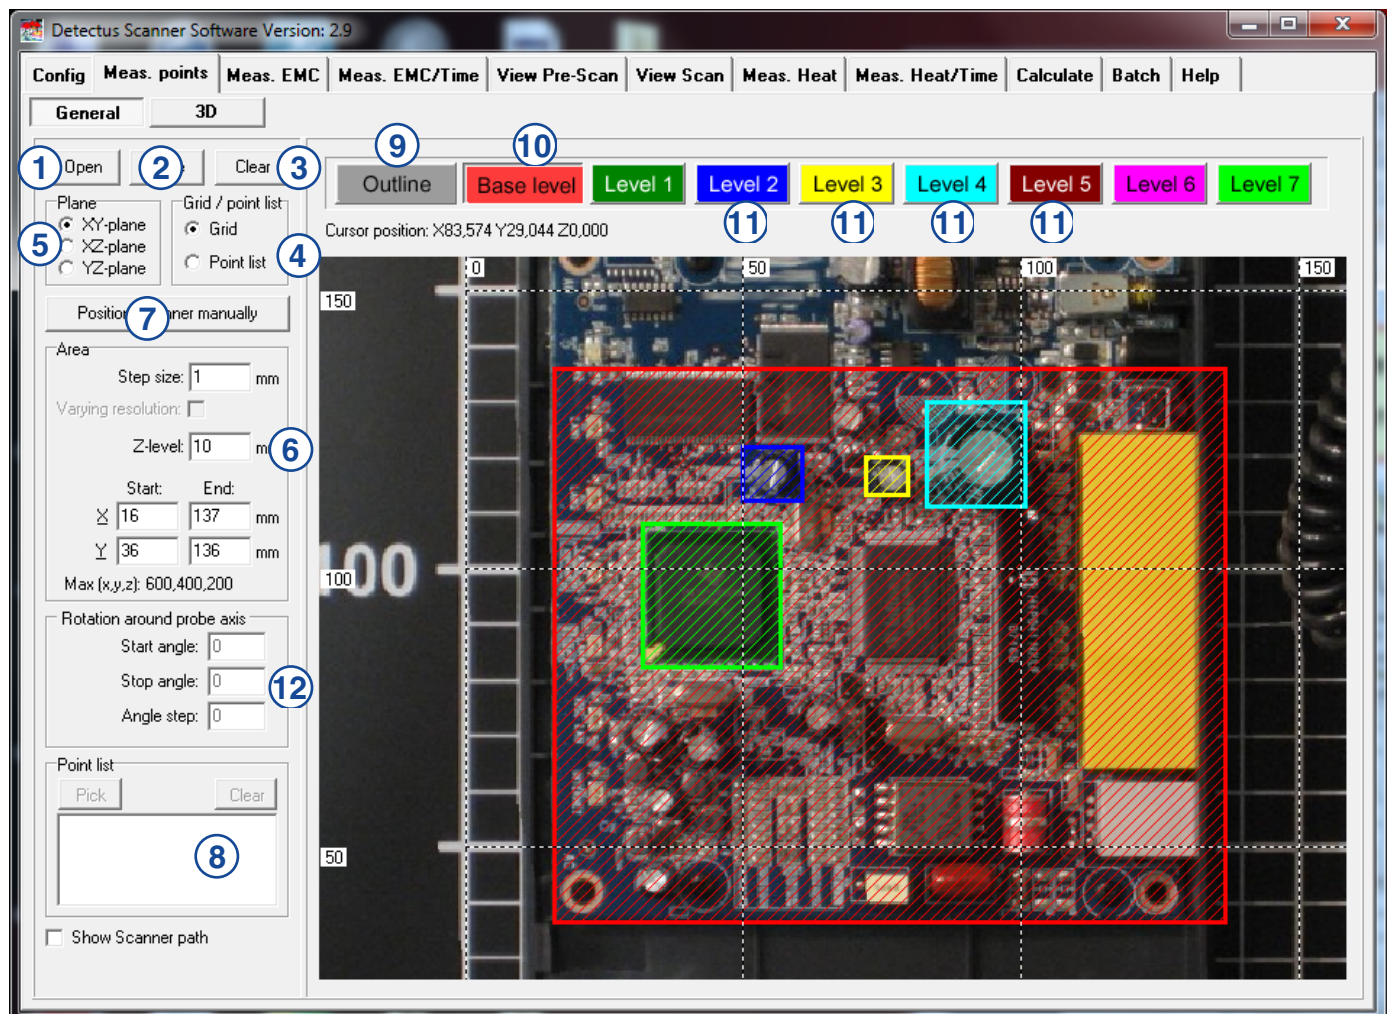 Detectus Scanner Software Version: 2.9
Config Meas. points Meas. EMC Meas. EMC/Time View Pre-Scan View Scan Meas. Heat Meas. Heat/Time Calculate Batch Help
General 3D
1 Open 2 Clear 3
9 10
Outline Base level Level 1 Level 2 Level 3 Level 4 Level 5 Level 6 Level 7
11 11 11 11
Cursor position: X83,574 Y29,044 Z0,000
Plane
XY-plane
5 XZ-plane
YZ-plane
Grid / point list
Grid
Point list 4
7 manually
Area
Step size: 1 mm
Varying resolution:
Z-level: 10 6
Start: End:
X 16 137 mm
Y 36 136 mm
Max (x,y,z): 600,400,200
Rotation around probe axis
Start angle: 0
Stop angle: 0 12
Angle step: 0
Point list
Pick Clear
8
Show Scanner path
0 50 100 150
150
100
50